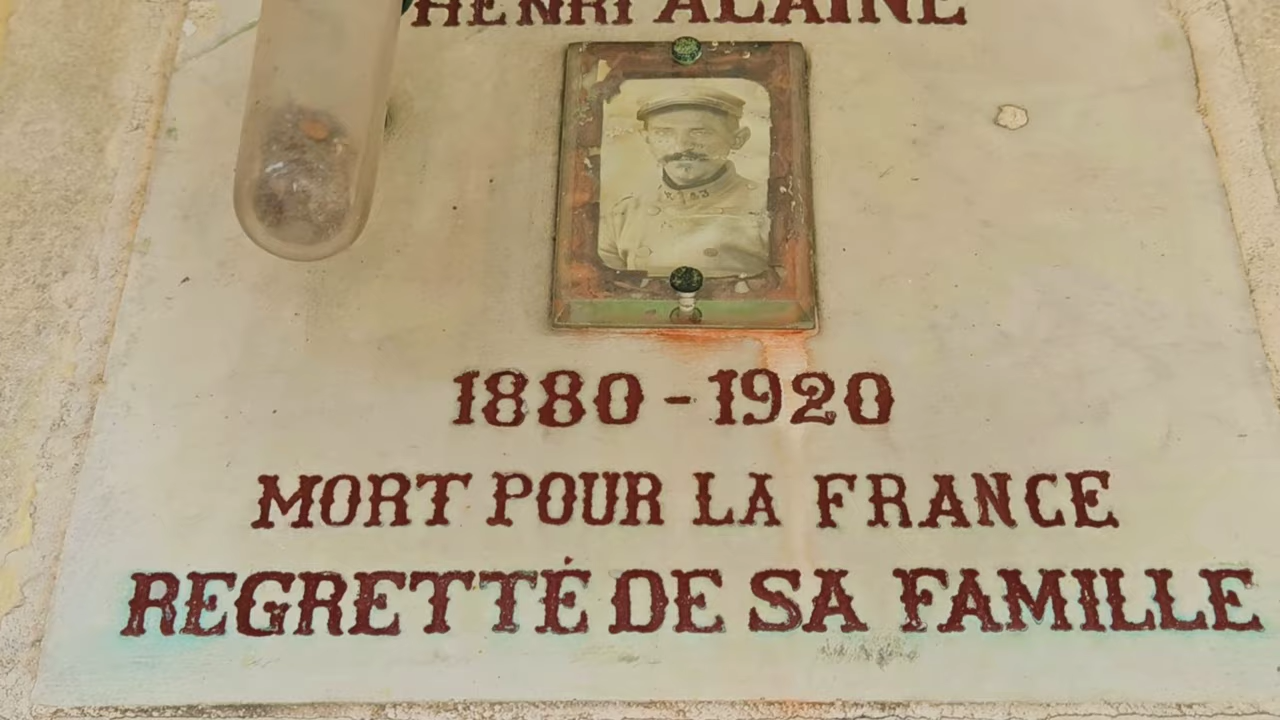 HENRI ALAINE
1880 - 1920
MORT POUR LA FRANCE
REGRETTÉ DE SA FAMILLE